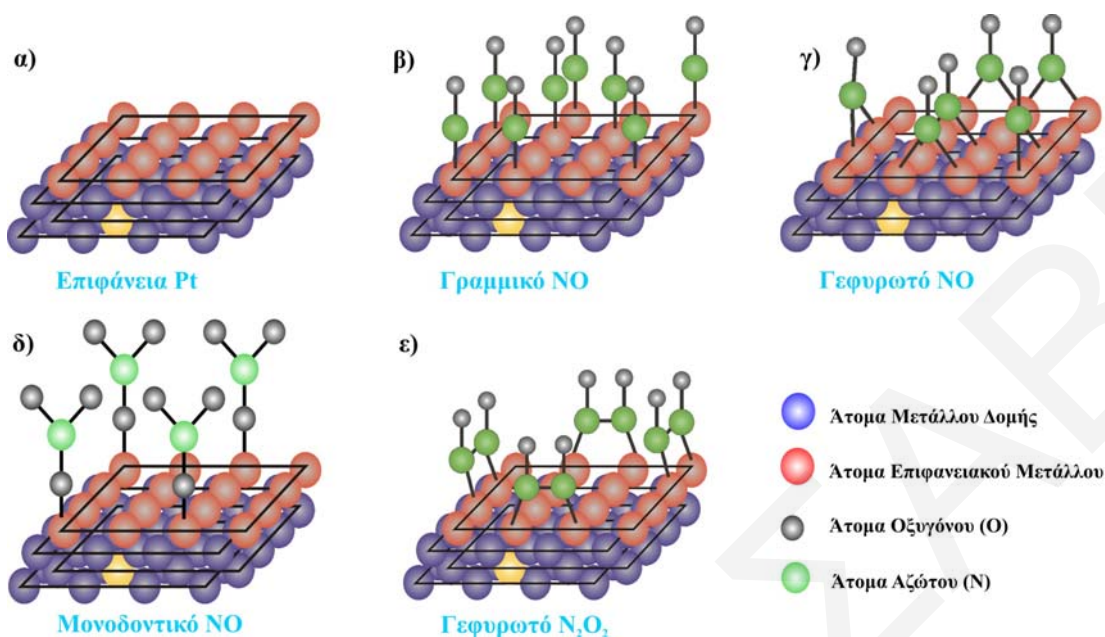 α)
β)
γ)
Επιφάνεια Pt
Γραμμικό NO
Γεφυρωτό NO
δ)
ε)
Άτομα Μετάλλου Δομής
Άτομα Επιφανειακού Μετάλλου
Άτομα Οξυγόνου (O)
Άτομα Αζώτου (N)
Μονοδοντικό NO
Γεφυρωτό N₂O₂